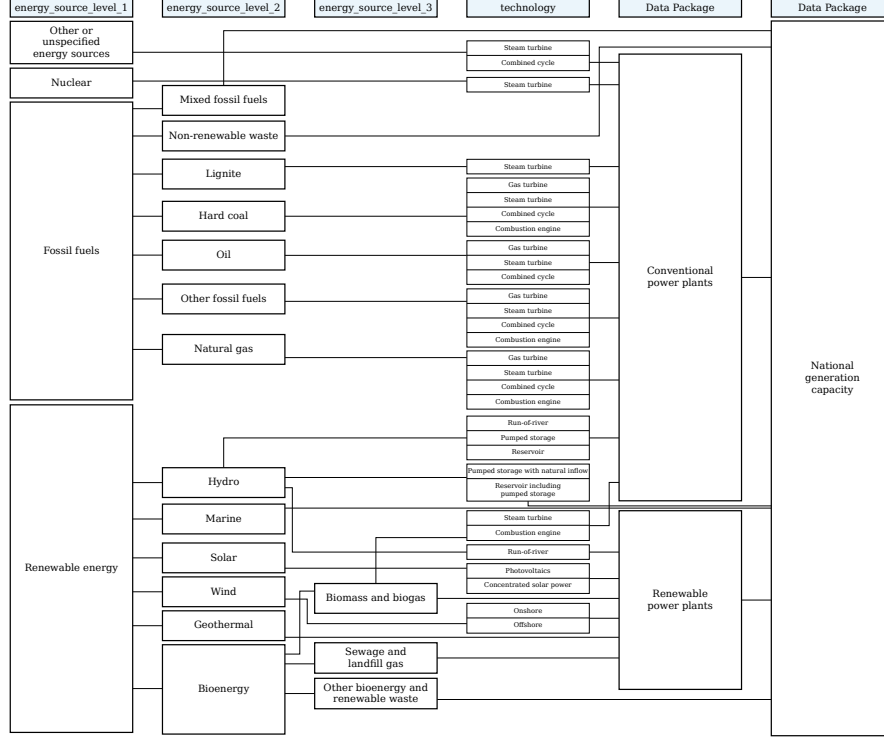 energy_source_level_1
energy_source_level_2
energy_source_level_3
technology
Data Package
Data Package
Other or
unspecified
energy sources
Nuclear
Fossil fuels
Renewable energy
Mixed fossil fuels
Non-renewable waste
Lignite
Hard coal
Oil
Other fossil fuels
Natural gas
Hydro
Marine
Solar
Wind
Geothermal
Bioenergy
Biomass and biogas
Sewage and
landfill gas
Other bioenergy and
renewable waste
Steam turbine
Combined cycle
Steam turbine
Steam turbine
Gas turbine
Steam turbine
Combined cycle
Combustion engine
Gas turbine
Steam turbine
Combined cycle
Gas turbine
Steam turbine
Combined cycle
Combustion engine
Gas turbine
Steam turbine
Combined cycle
Combustion engine
Run-of-river
Pumped storage
Reservoir
Pumped storage with natural inflow
Reservoir including
pumped storage
Steam turbine
Combustion engine
Run-of-river
Photovoltaics
Concentrated solar power
Onshore
Offshore
Conventional
power plants
Renewable
power plants
National
generation
capacity